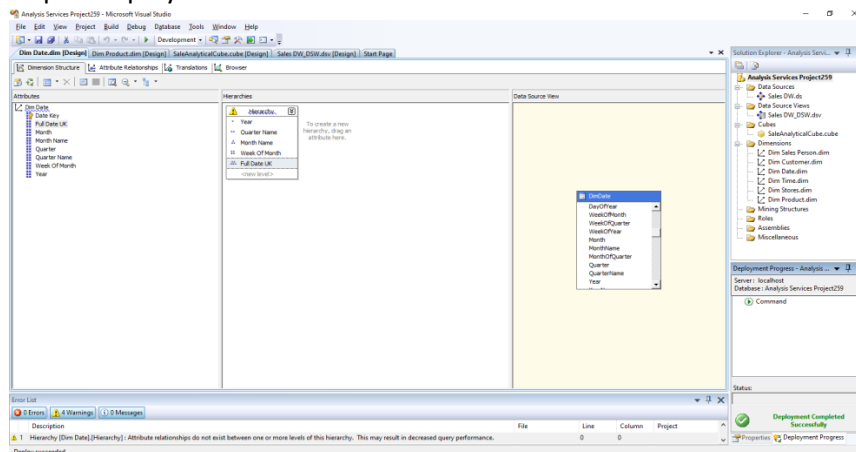 Analysis Services Project259 - Microsoft Visual Studio
File Edit View Project Build Debug Database Tools Window Help
Development
Dim Date.dim [Design] Dim Product.dim [Design] SaleAnalyticalCube.cube [Design] Sales DW_DSW.dsv [Design] Start Page
Dimension Structure Attribute Relationships Translations Browser
Attributes
Dim Date
Date Key
Full Date UK
Month
Month Name
Quarter
Quarter Name
Week Of Month
Year
Hierarchies
Hierarchy
Year
Quarter Name
Month Name
Week Of Month
Full Date UK
<new level>
To create a new
hierarchy, drag an
attribute here.
Data Source View
DimDate
DayOfYear
WeekOfMonth
WeekOfQuarter
WeekOfYear
Month
MonthName
MonthOfQuarter
Quarter
QuarterName
Year
Solution Explorer - Analysis Servi...
Analysis Services Project259
Data Sources
Sales DW.ds
Data Source Views
Sales DW_DSW.dsv
Cubes
SaleAnalyticalCube.cube
Dimensions
Dim Sales Person.dim
Dim Customer.dim
Dim Date.dim
Dim Time.dim
Dim Stores.dim
Dim Product.dim
Mining Structures
Roles
Assemblies
Miscellaneous
Deployment Progress - Analysis ...
Server : localhost
Database : Analysis Services Project259
Command
Status:
Deployment Completed
Successfully
Properties Deployment Progress
Error List
0 Errors 4 Warnings 0 Messages
Description File Line Column Project
1 Hierarchy [Dim Date].[Hierarchy] : Attribute relationships do not exist between one or more levels of this hierarchy. This may result in decreased query performance. 0 0
Deploy succeeded